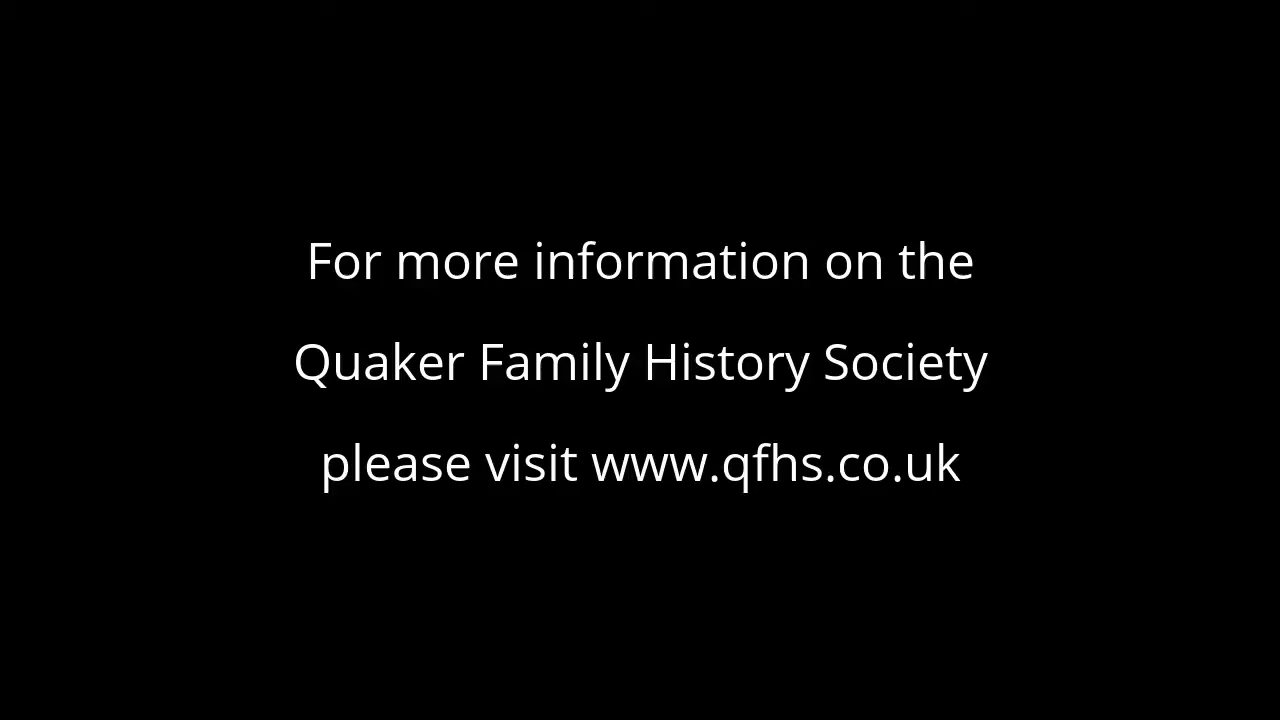 For more information on the
Quaker Family History Society
please visit www.qfhs.co.uk